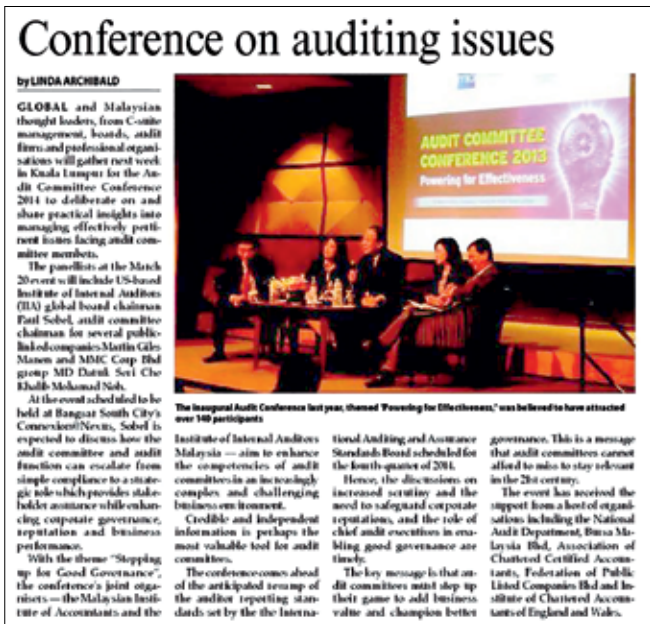 Conference on auditing issues
by LINDA ARCHIBALD
GLOBAL and Malaysian
thought leaders, from C-suite
management, boards, audit
firms and professional organi-
sations will gather next week
in Kuala Lumpur for the Au-
dit Committee Conference
2014 to deliberate on and
share practical insights into
managing effectively perti-
nent issues facing audit com-
mittee members.
The panellists at the March
20 event will include US-based
Institute of Internal Auditors
(IIA) global board chairman
Paul Sobel, audit committee
chairman for several public-
linked companies Martin Giles
Manen and MMC Corp Bhd
group MD Datuk Seri Che
Khalib Mohamad Noh.
At the event scheduled to be
held at Bangsar South City's
Connexion@Nexus, Sobel is
expected to discuss how the
audit committee and audit
function can escalate from
simple compliance to a strate-
gic role which provides stake-
holder assurance while enhan-
cing corporate governance,
reputation and business
performance.
With the theme "Stepping
up for Good Governance",
the conference's joint orga-
nisers — the Malaysian Insti-
tute of Accountants and the
AUDIT COMMITTEE
CONFERENCE 2013
Powering for Effectiveness
The inaugural Audit Conference last year, themed 'Powering for Effectiveness,' was believed to have attracted
over 140 participants
Institute of Internal Auditors
Malaysia — aim to enhance
the competencies of audit
committees in an increasingly
complex and challenging
business environment.
Credible and independent
information is perhaps the
most valuable tool for audit
committees.
The conference comes ahead
of the anticipated revamp of
the auditor reporting stan-
dards set by the the Interna-
tional Auditing and Assurance
Standards Board scheduled for
the fourth-quarter of 2014.
Hence, the discussions on
increased scrutiny and the
need to safeguard corporate
reputations, and the role of
chief audit executives in ena-
bling good governance are
timely.
The key message is that au-
dit committees must step up
their game to add business
value and champion better
governance. This is a message
that audit committees cannot
afford to miss to stay relevant
in the 21st century.
The event has received the
support from a host of organi-
sations including the National
Audit Department, Bursa Ma-
laysia Bhd, Association of
Chartered Certified Accoun-
tants, Federation of Public
Listed Companies Bhd and In-
stitute of Chartered Accoun-
tants of England and Wales.